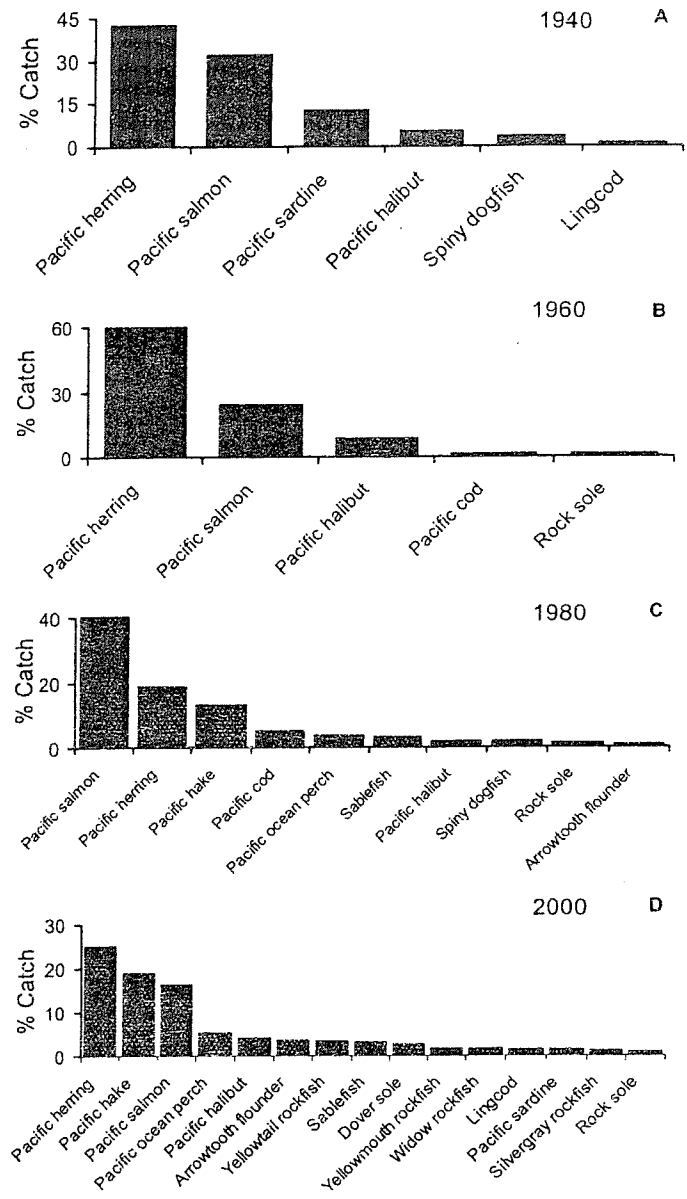 1940 A
% Catch
45
30
15
0
Pacific herring
Pacific salmon
Pacific sardine
Pacific halibut
Spiny dogfish
Lingcod
1960 B
% Catch
60
30
0
Pacific herring
Pacific salmon
Pacific halibut
Pacific cod
Rock sole
1980 C
% Catch
40
20
0
Pacific salmon
Pacific herring
Pacific hake
Pacific cod
Pacific ocean perch
Sablefish
Pacific halibut
Spiny dogfish
Rock sole
Arrowtooth flounder
2000 D
% Catch
30
20
10
0
Pacific herring
Pacific hake
Pacific salmon
Pacific ocean perch
Pacific halibut
Arrowtooth flounder
Yellowtail rockfish
Sablefish
Dover sole
Yellowmouth rockfish
Widow rockfish
Lingcod
Pacific sardine
Silvergray rockfish
Rock sole